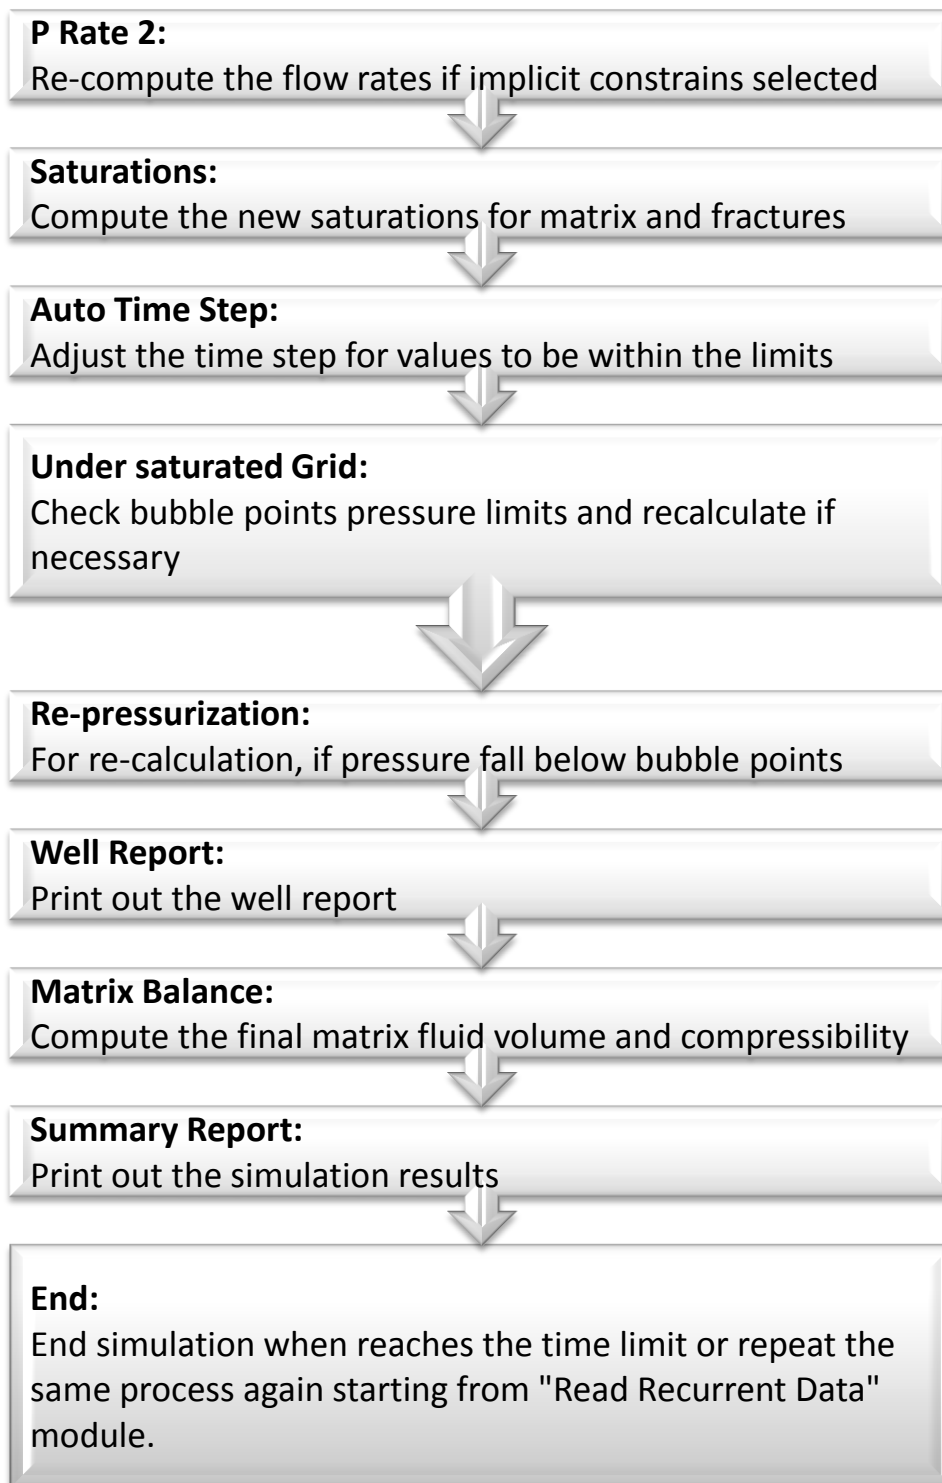 P Rate 2:
Re-compute the flow rates if implicit constrains selected
Saturations:
Compute the new saturations for matrix and fractures
Auto Time Step:
Adjust the time step for values to be within the limits
Under saturated Grid:
Check bubble points pressure limits and recalculate if
necessary
Re-pressurization:
For re-calculation, if pressure fall below bubble points
Well Report:
Print out the well report
Matrix Balance:
Compute the final matrix fluid volume and compressibility
Summary Report:
Print out the simulation results
End:
End simulation when reaches the time limit or repeat the
same process again starting from "Read Recurrent Data"
module.